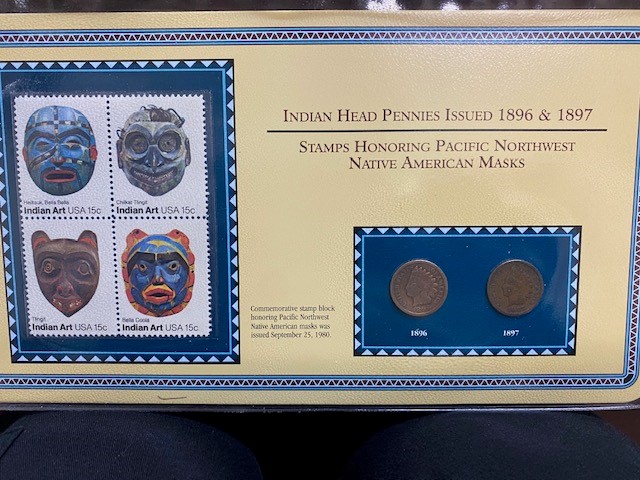 INDIAN HEAD PENNIES ISSUED 1896 & 1897
STAMPS HONORING PACIFIC NORTHWEST
NATIVE AMERICAN MASKS
Heiltsuk, Bella Bella
Indian Art USA 15c
Chilkat Tlingit
Indian Art USA 15c
Tlingit
Indian Art USA 15c
Bella Coola
Indian Art USA 15c
Commemorative stamp block
honoring Pacific Northwest
Native American masks was
issued September 25, 1980.
1896
1897